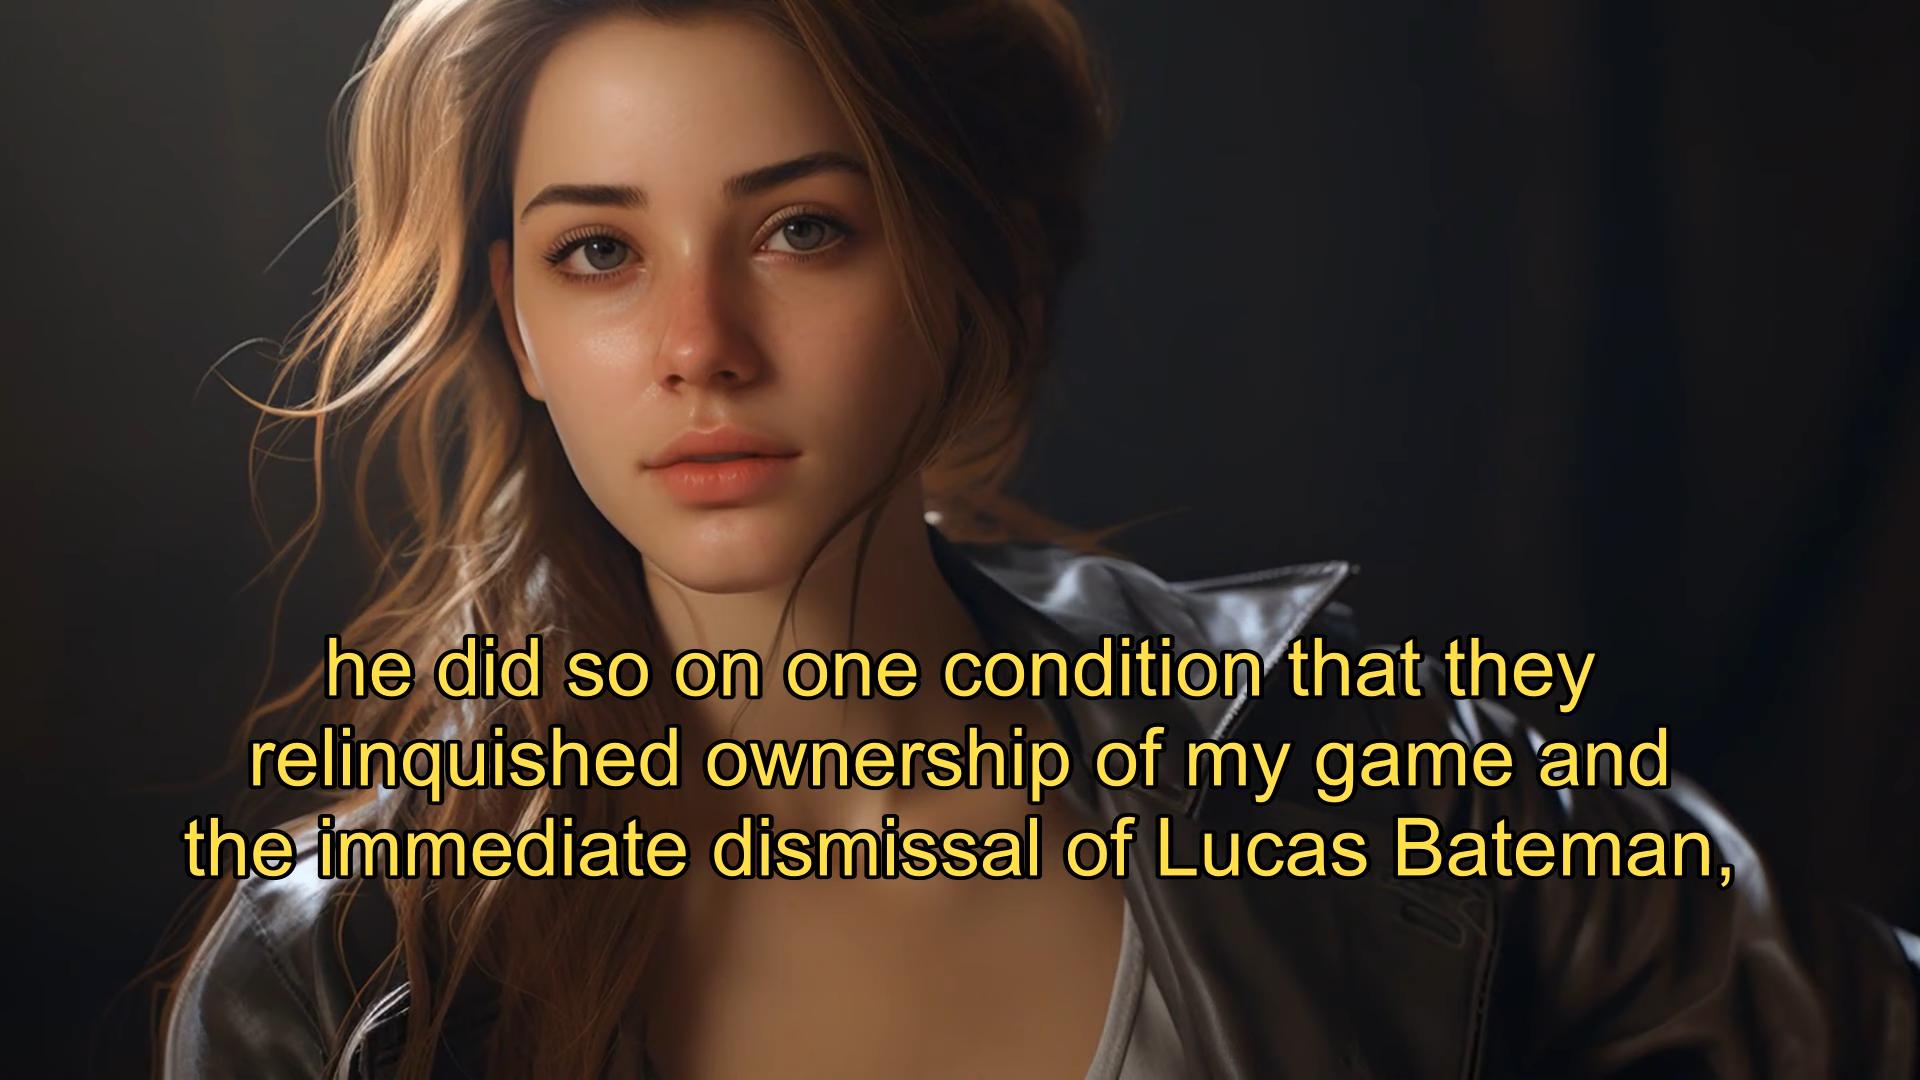 he did so on one condition that they
relinquished ownership of my game and
the immediate dismissal of Lucas Bateman,